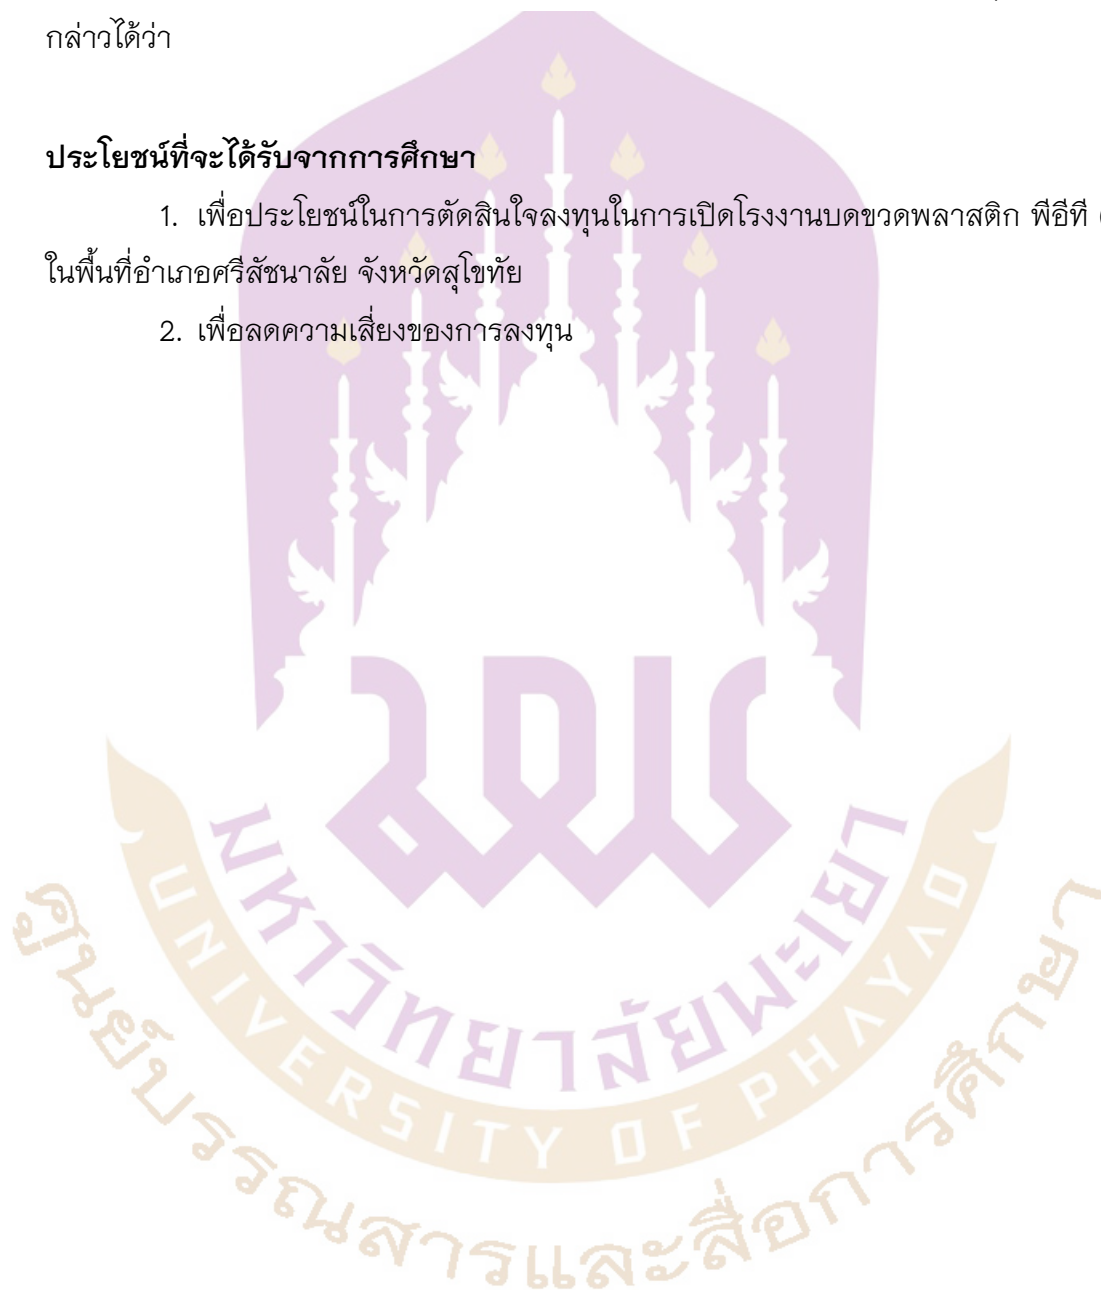 กล่าวได้ว่า
ประโยชน์ที่จะได้รับจากการศึกษา
1. เพื่อประโยชน์ในการตัดสินใจลงทุนในการเปิดโรงงานบดขวดพลาสติก พีอีที
ในพื้นที่อำเภอศรีสัชนาลัย จังหวัดสุโขทัย
2. เพื่อลดความเสี่ยงของการลงทุน
มหาวิทยาลัยพะเยา
UNIVERSITY OF PHAYAO
ศูนย์บรรณสารและสื่อการศึกษา